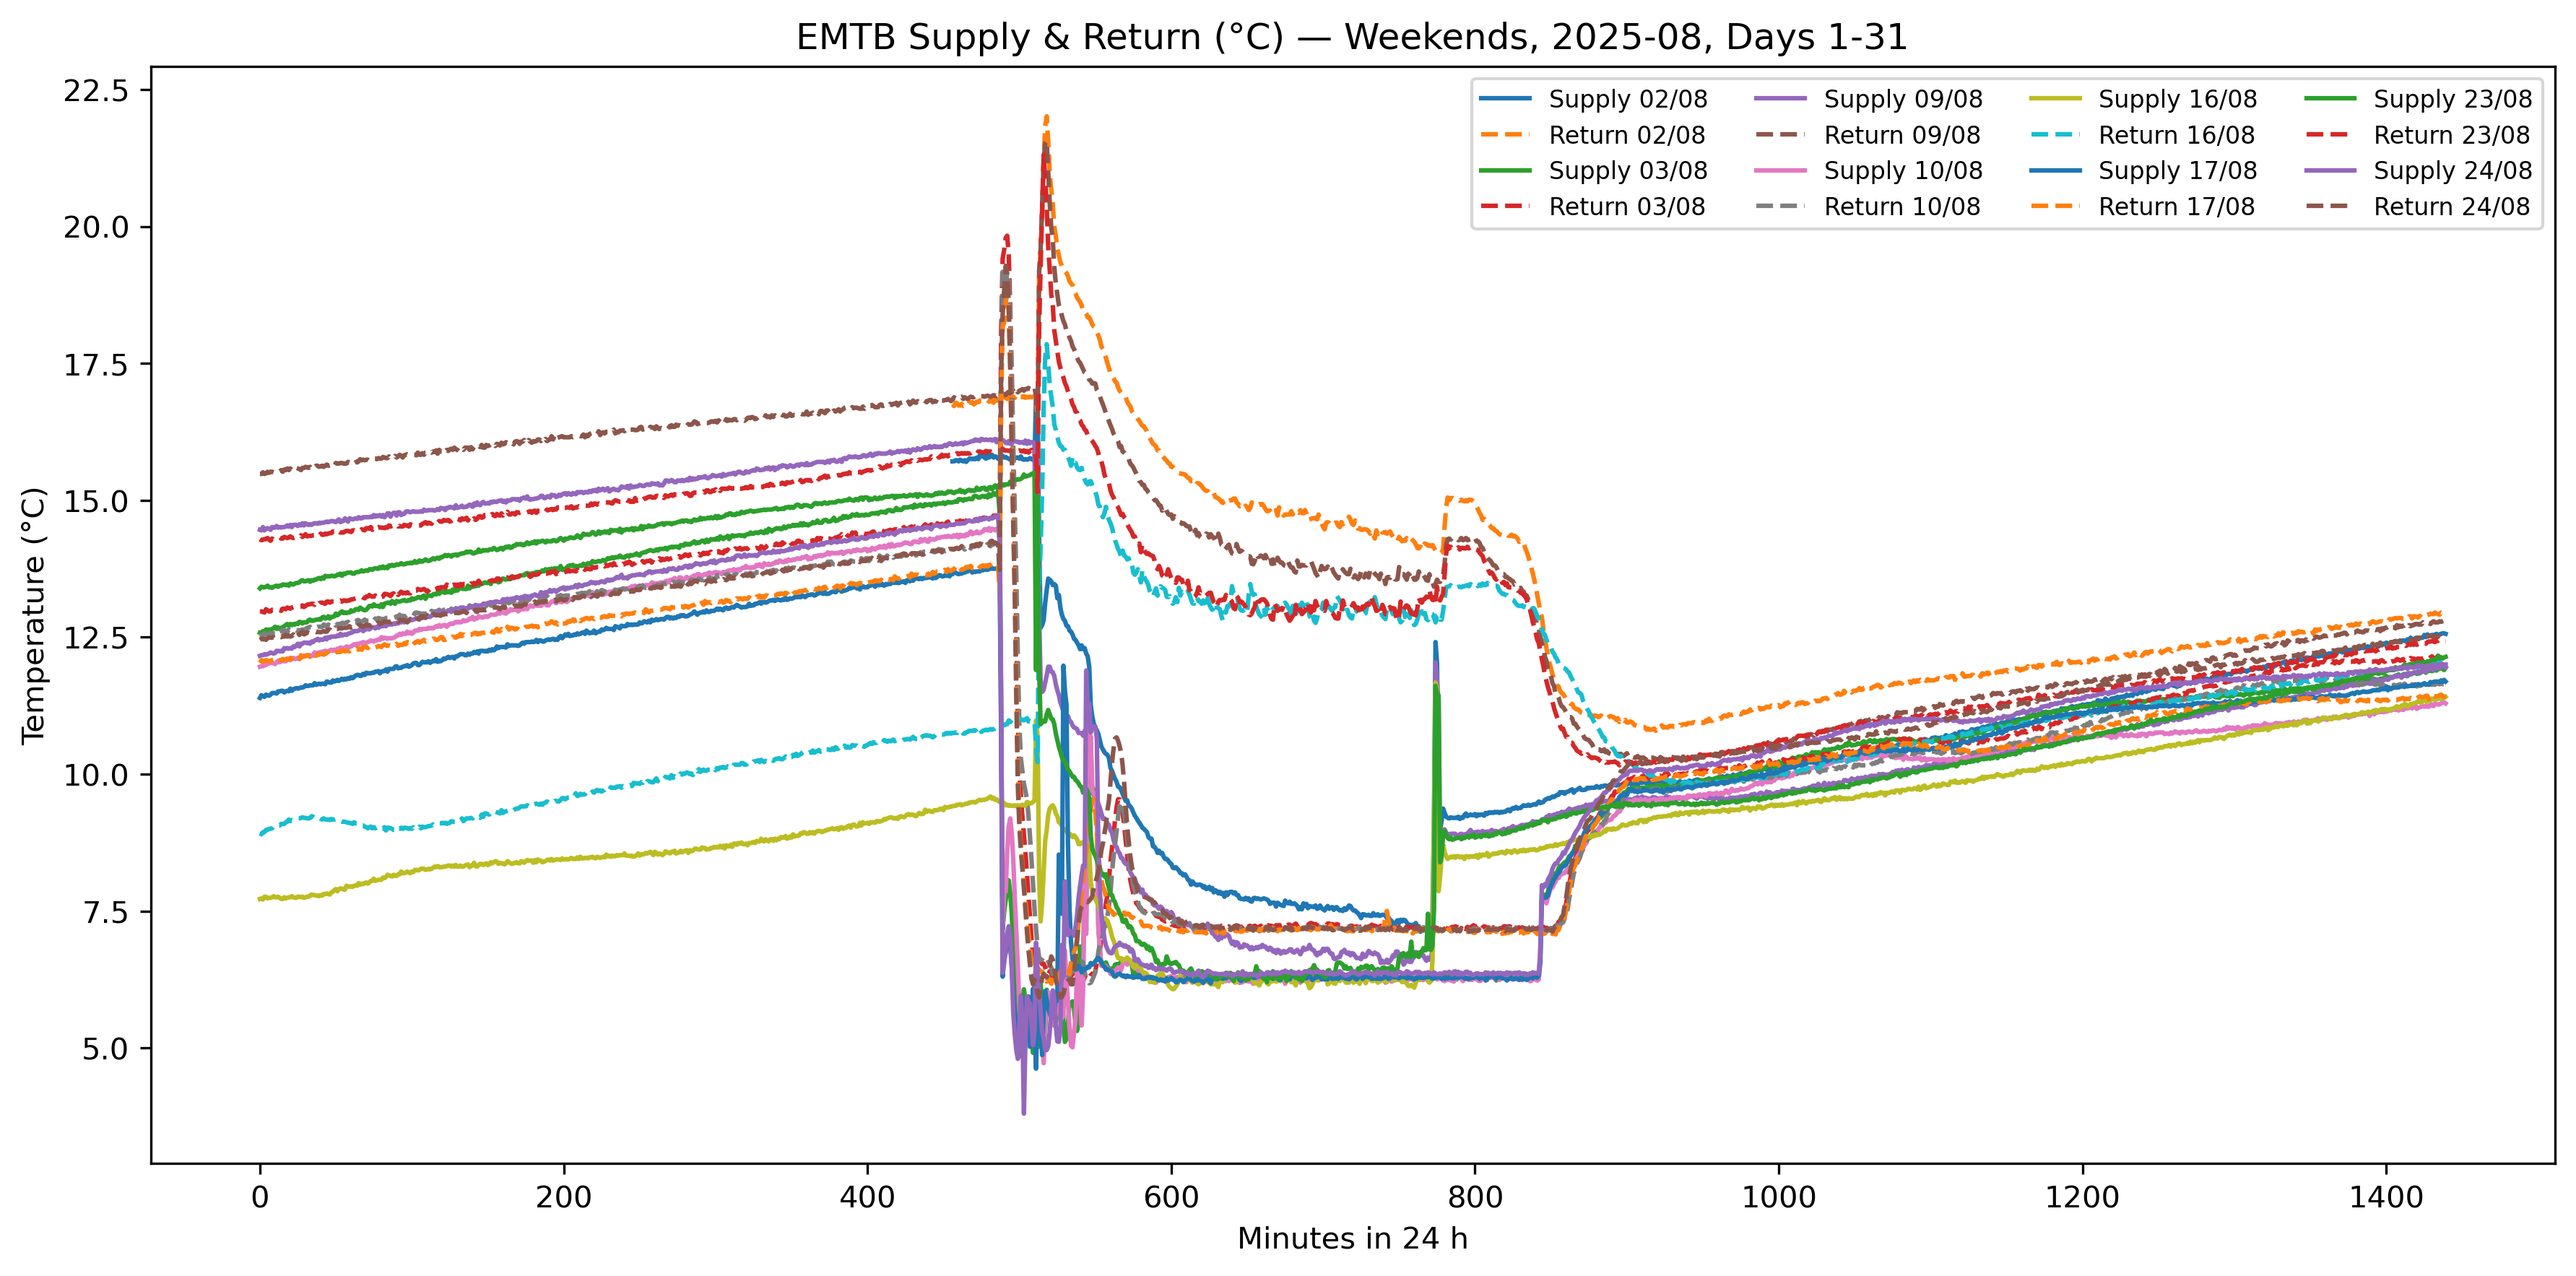 EMTB Supply & Return (°C) — Weekends, 2025-08, Days 1-31
Temperature (°C)
22.5
20.0
17.5
15.0
12.5
10.0
7.5
5.0
Supply 02/08
Return 02/08
Supply 03/08
Return 03/08
Supply 09/08
Return 09/08
Supply 10/08
Return 10/08
Supply 16/08
Return 16/08
Supply 17/08
Return 17/08
Supply 23/08
Return 23/08
Supply 24/08
Return 24/08
0 200 400 600 800 1000 1200 1400
Minutes in 24 h